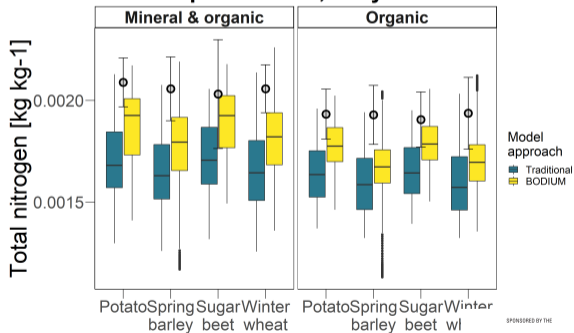 Mineral & organic
Organic
Total nitrogen [kg kg-1]
0.0020
0.0015
Potato Spring barley Sugar beet Winter wheat
Potato Spring barley Sugar beet Winter
Model approach
Traditional
BODIUM
SPONSORED BY THE